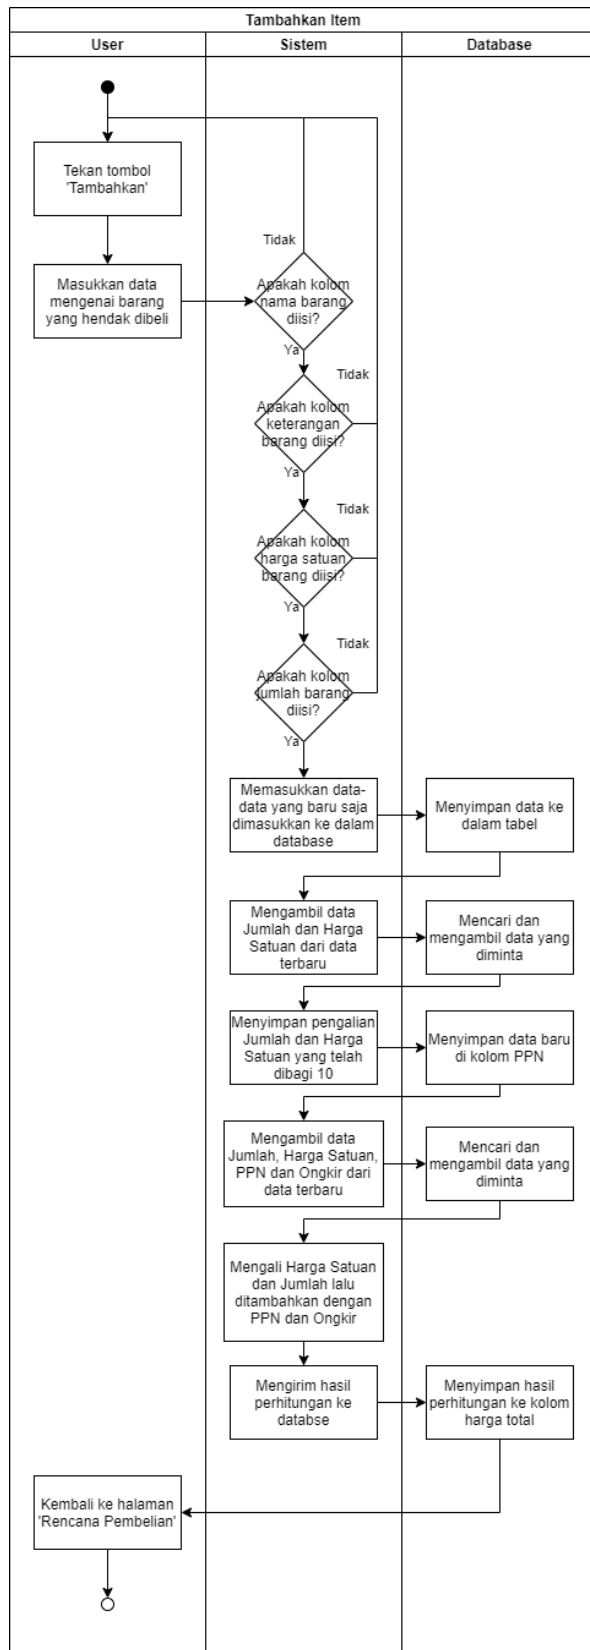 Tambahkan Item
User
Sistem
Database
Tekan tombol
'Tambahkan'
Tidak
Masukkan data
mengenai barang
yang hendak dibeli
Apakah kolom
nama barang
diisi?
Ya
Tidak
Apakah kolom
keterangan
barang diisi?
Ya
Tidak
Apakah kolom
harga satuan
barang diisi?
Ya
Tidak
Apakah kolom
jumlah barang
diisi?
Ya
Memasukkan data-
data yang baru saja
dimasukkan ke dalam
database
Menyimpan data ke
dalam tabel
Mengambil data
Jumlah dan Harga
Satuan dari data
terbaru
Mencari dan
mengambil data yang
diminta
Menyimpan pengalian
Jumlah dan Harga
Satuan yang telah
dibagi 10
Menyimpan data baru
di kolom PPN
Mengambil data
Jumlah, Harga Satuan,
PPN dan Ongkir dari
data terbaru
Mencari dan
mengambil data yang
diminta
Mengali Harga Satuan
dan Jumlah lalu
ditambahkan dengan
PPN dan Ongkir
Mengirim hasil
perhitungan ke
databse
Menyimpan hasil
perhitungan ke kolom
harga total
Kembali ke halaman
'Rencana Pembelian'